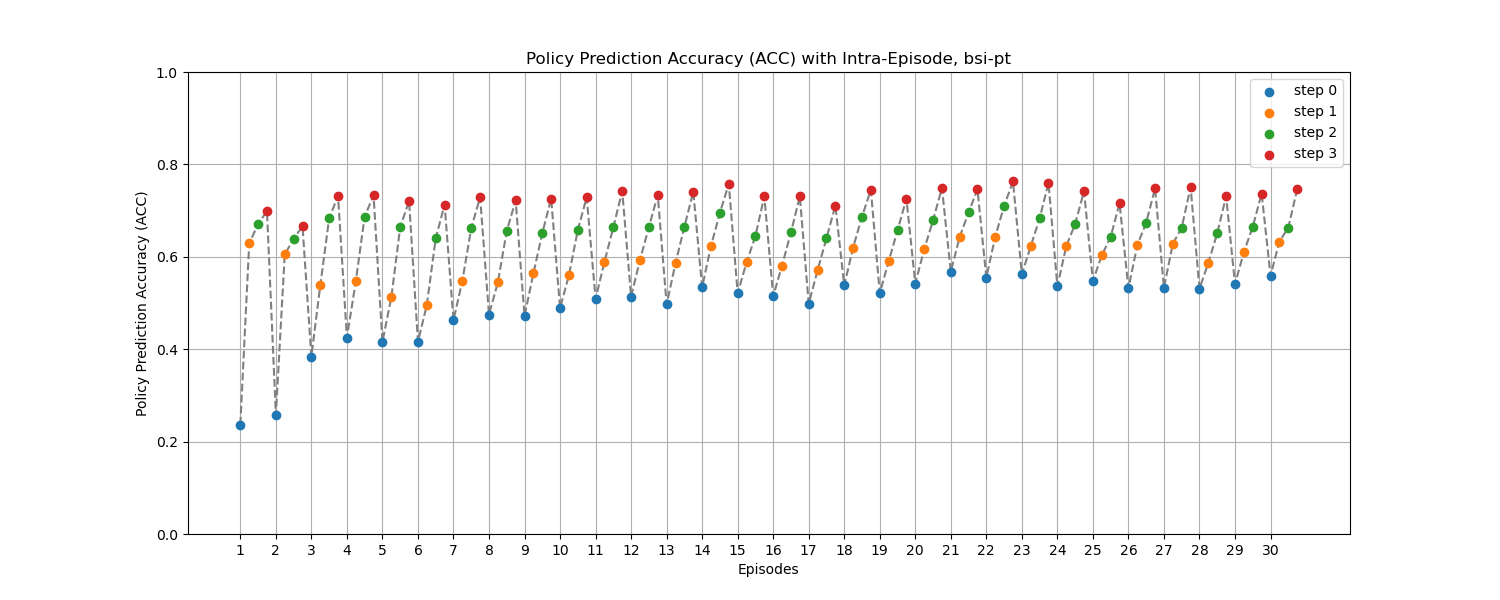 Policy Prediction Accuracy (ACC) with Intra-Episode, bsi-pt
1.0
0.8
0.6
0.4
0.2
0.0
Policy Prediction Accuracy (ACC)
step 0
step 1
step 2
step 3
1 2 3 4 5 6 7 8 9 10 11 12 13 14 15 16 17 18 19 20 21 22 23 24 25 26 27 28 29 30
Episodes